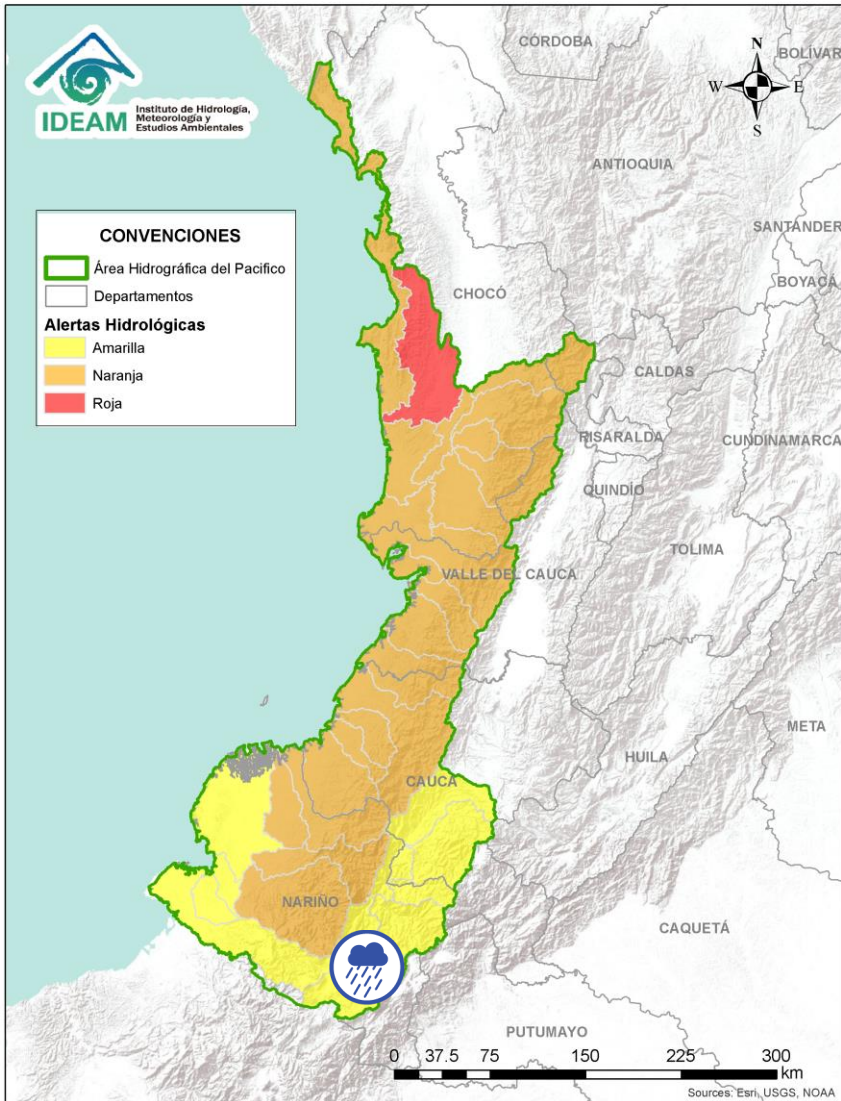 IDEAM
Instituto de Hidrología,
Meteorología y
Estudios Ambientales
N
W
E
S
CÓRDOBA
BOLÍVAR
ANTIOQUIA
SANTANDER
BOYACÁ
CHOCÓ
CALDAS
RISARALDA
CUNDINAMARCA
QUINDÍO
TOLIMA
VALLE DEL CAUCA
META
HUILA
CAUCA
NARIÑO
CAQUETÁ
PUTUMAYO
CONVENCIONES
Área Hidrográfica del Pacifico
Departamentos
Alertas Hidrológicas
Amarilla
Naranja
Roja
0 37.5 75 150 225 300
km
Sources: Esri, USGS, NOAA